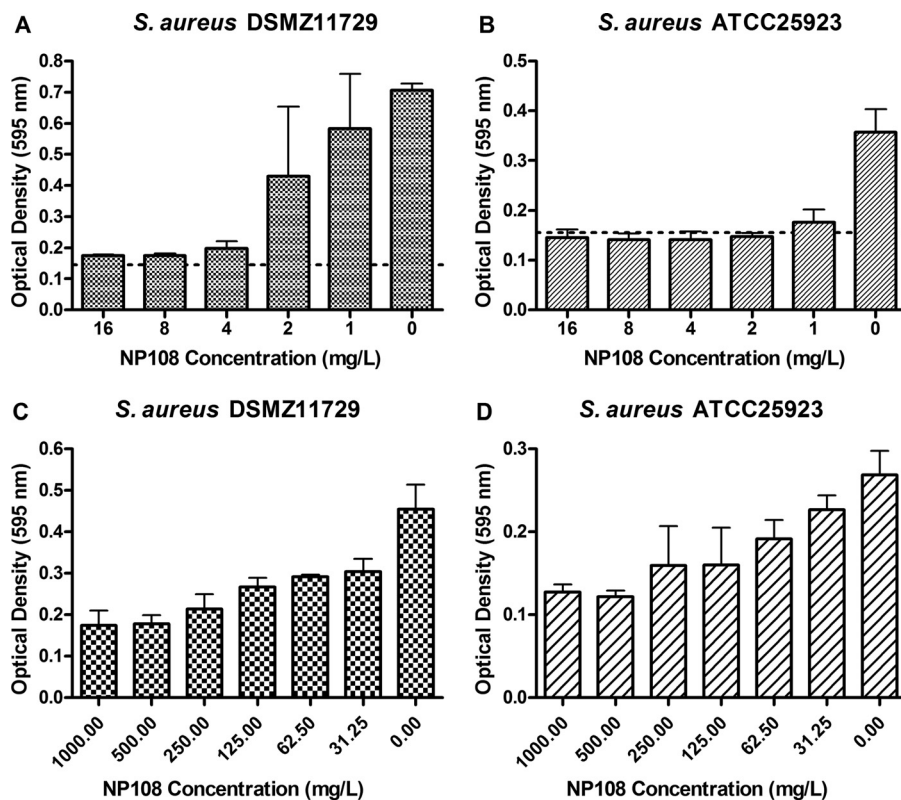 A
S. aureus DSMZ11729
Optical Density (595 nm)
0.8
0.7
0.6
0.5
0.4
0.3
0.2
0.1
0.0
16 8 4 2 1 0
NP108 Concentration (mg/L)
B
S. aureus ATCC25923
Optical Density (595 nm)
0.5
0.4
0.3
0.2
0.1
0.0
16 8 4 2 1 0
NP108 Concentration (mg/L)
C
S. aureus DSMZ11729
Optical Density (595 nm)
0.6
0.5
0.4
0.3
0.2
0.1
0.0
1000.00 500.00 250.00 125.00 62.50 31.25 0.00
NP108 Concentration (mg/L)
D
S. aureus ATCC25923
Optical Density (595 nm)
0.3
0.2
0.1
0.0
1000.00 500.00 250.00 125.00 62.50 31.25 0.00
NP108 Concentration (mg/L)